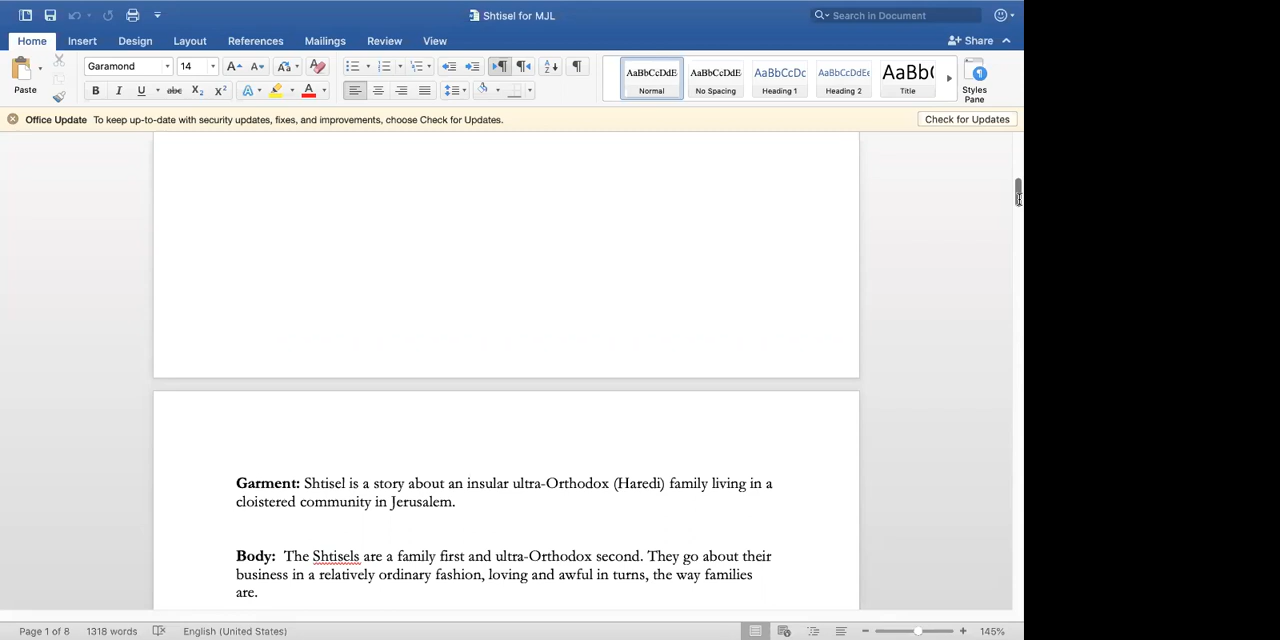 Shtisel for MJL
Search in Document
Home Insert Design Layout References Mailings Review View
Share
Paste
Garamond 14
B I U abc X₂ X²
A
AaBbCcDdE AaBbCcDdE AaBbCcDc AaBbCcDdEe AaBb(
Normal No Spacing Heading 1 Heading 2 Title
Styles
Pane
Office Update To keep up-to-date with security updates, fixes, and improvements, choose Check for Updates.
Check for Updates
Garment: Shtisel is a story about an insular ultra-Orthodox (Haredi) family living in a
cloistered community in Jerusalem.
Body: The Shtisels are a family first and ultra-Orthodox second. They go about their
business in a relatively ordinary fashion, loving and awful in turns, the way families
are.
Page 1 of 8 1318 words English (United States) 145%